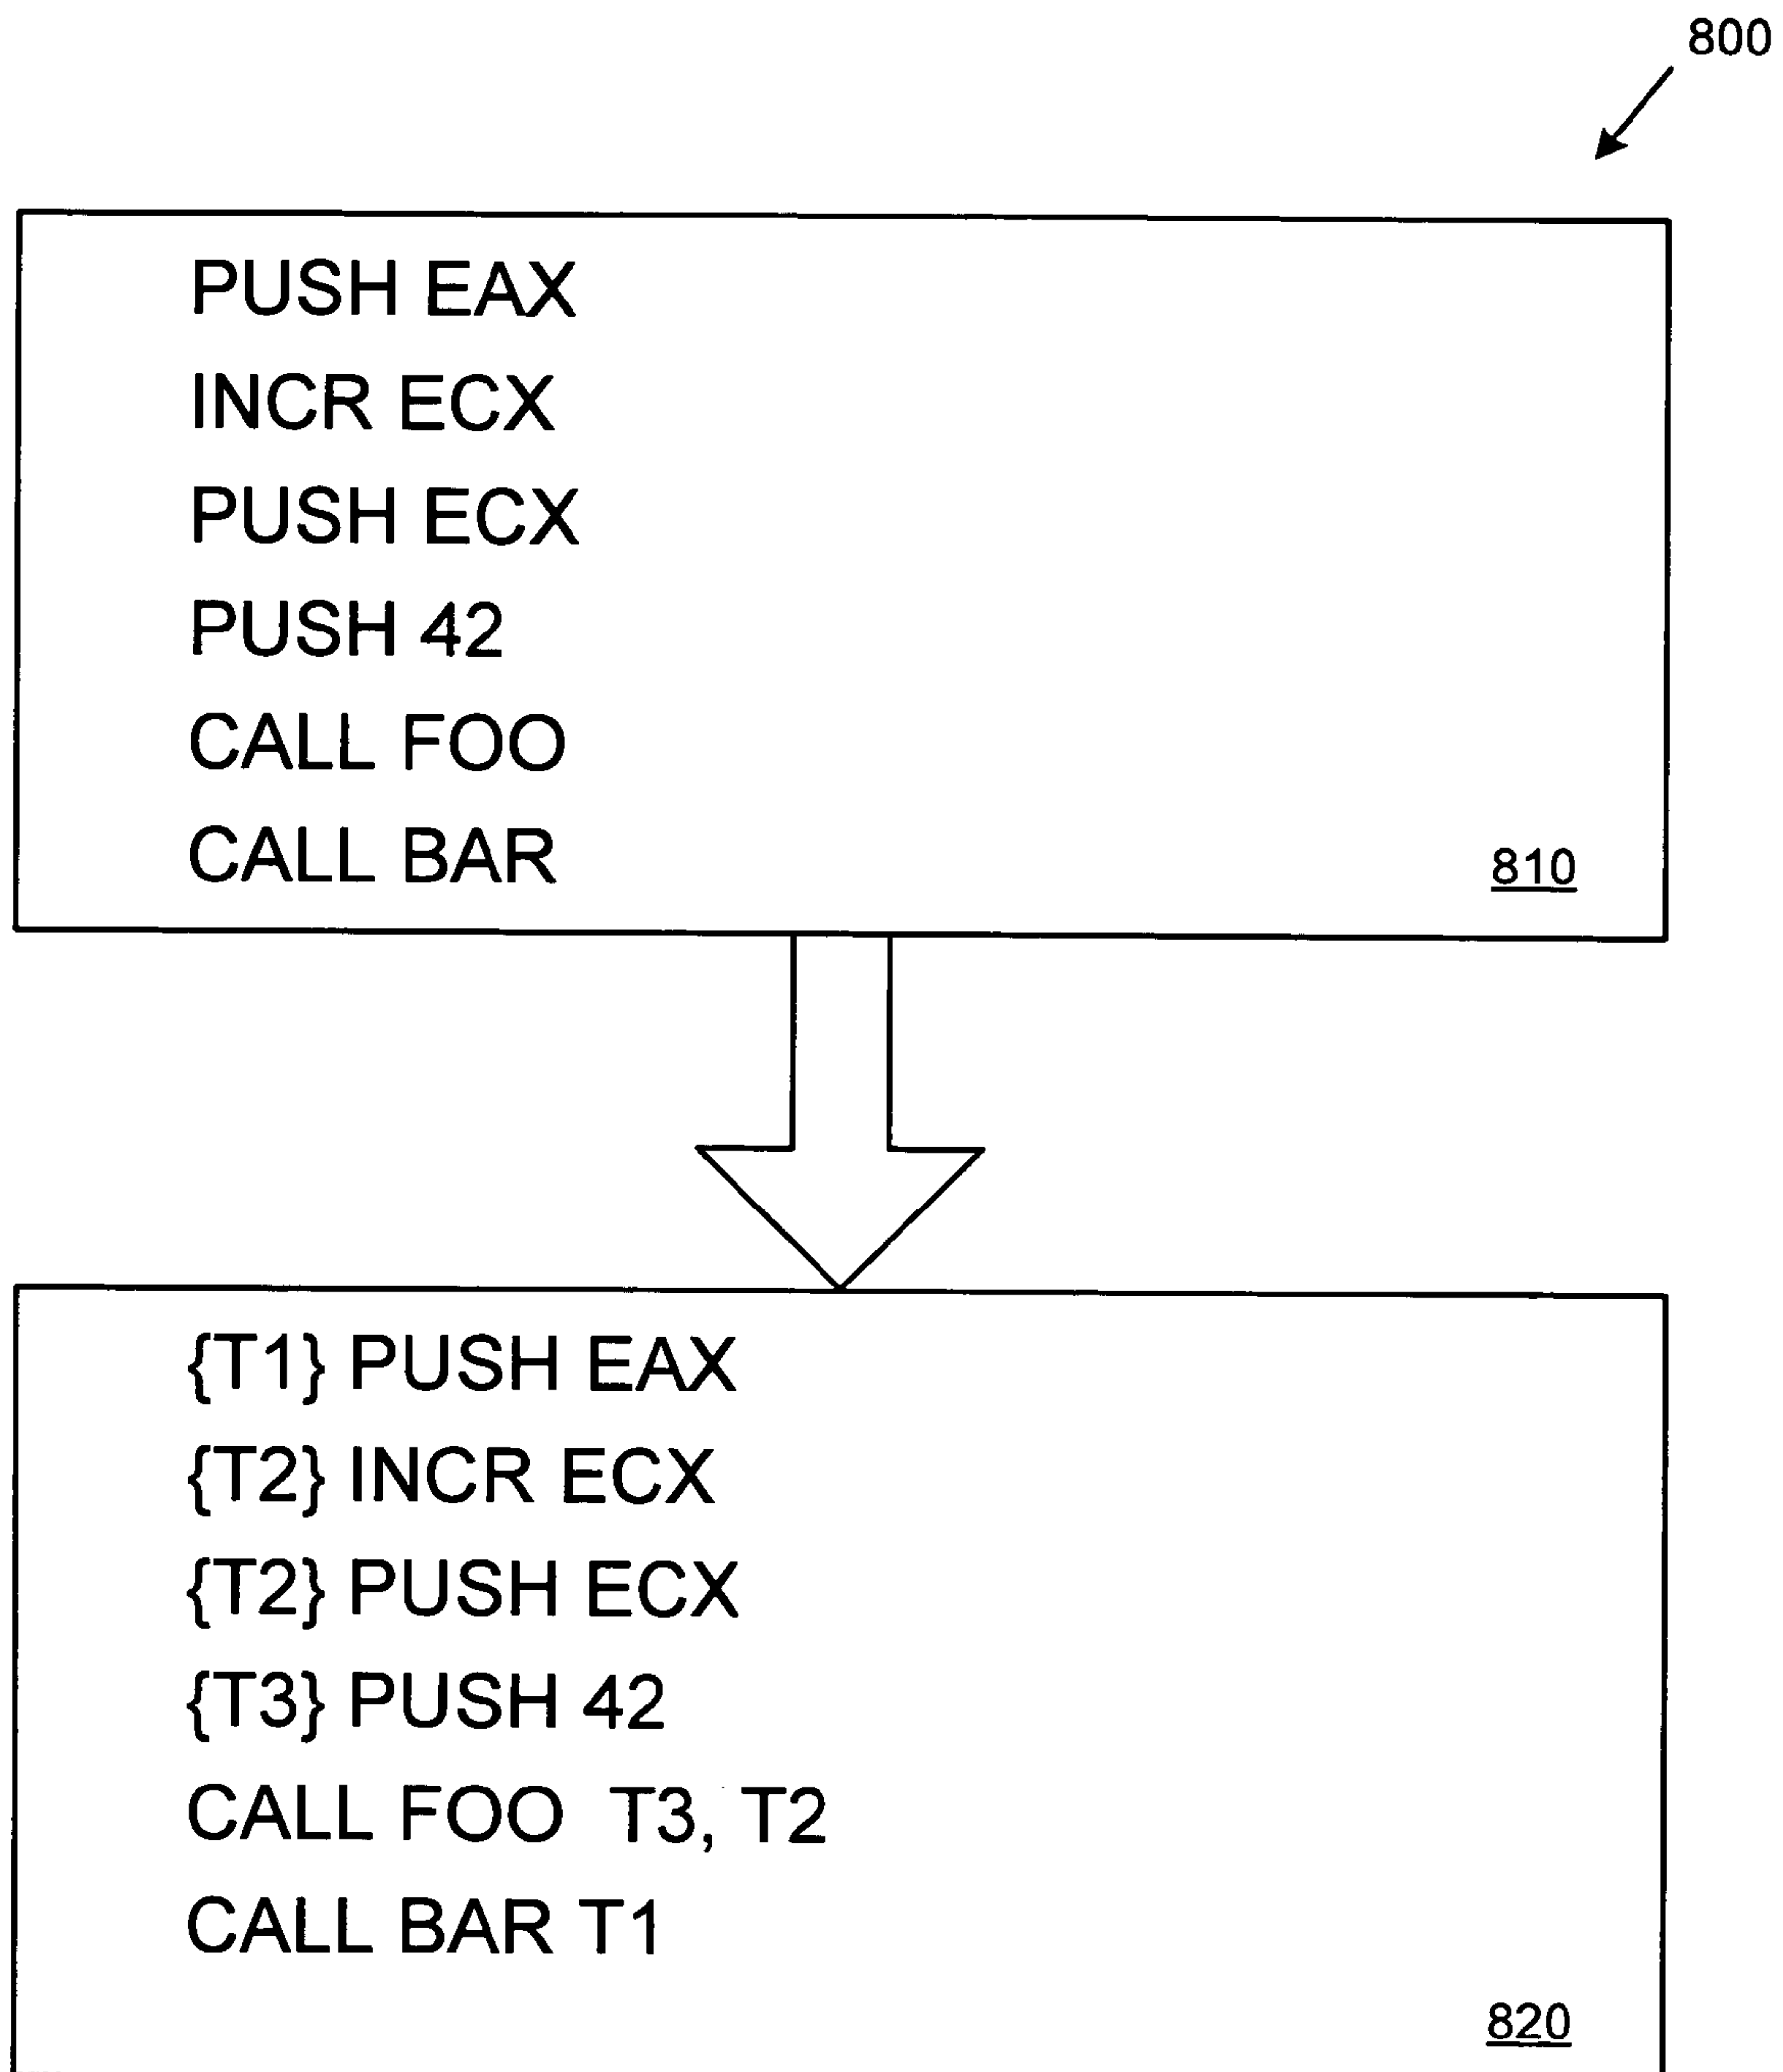 800
PUSH EAX
INCR ECX
PUSH ECX
PUSH 42
CALL FOO
CALL BAR
810
{T1} PUSH EAX
{T2} INCR ECX
{T2} PUSH ECX
{T3} PUSH 42
CALL FOO T3, T2
CALL BAR T1
820